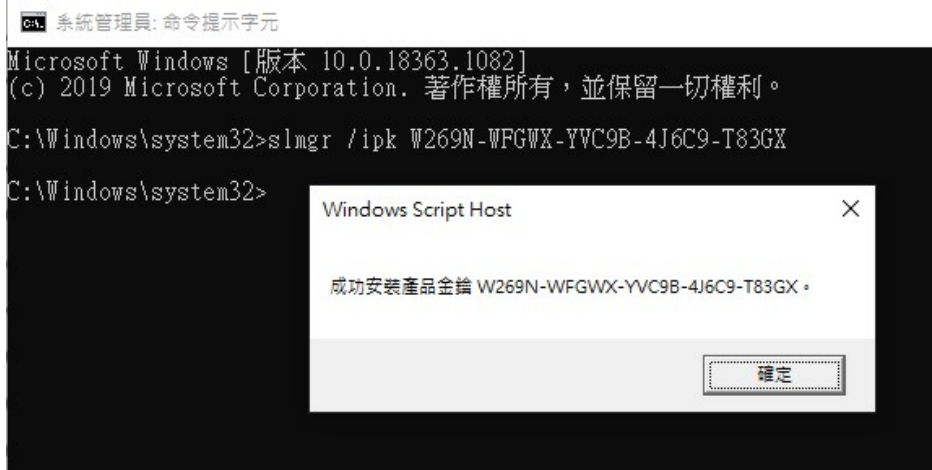 系統管理員: 命令提示字元
Microsoft Windows [版本 10.0.18363.1082]
(c) 2019 Microsoft Corporation. 著作權所有，並保留一切權利。
C:\Windows\system32>slmgr /ipk W269N-WFGWX-YVC9B-4J6C9-T83GX
C:\Windows\system32>
Windows Script Host
成功安裝產品金鑰 W269N-WFGWX-YVC9B-4J6C9-T83GX。
確定